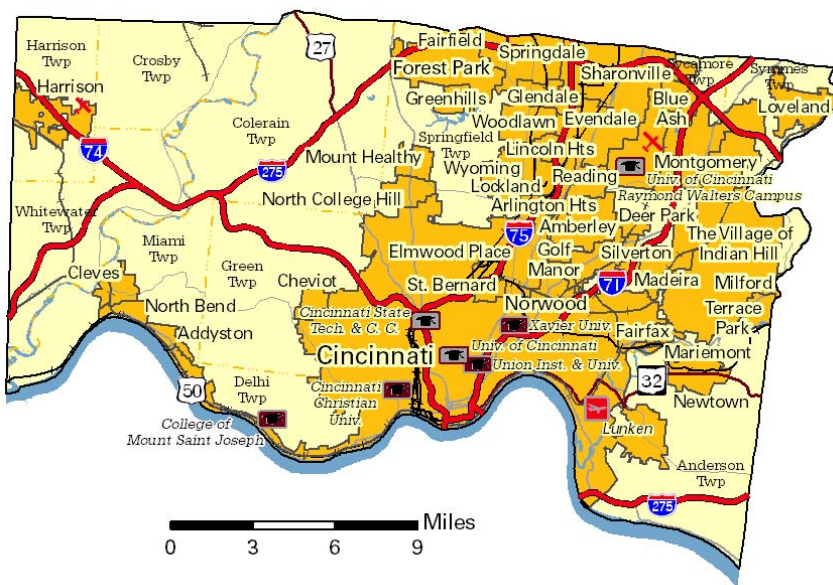 Harrison
Twp
Harrison
Crosby
Twp
27
Fairfield
Springdale
Forest Park
Sharonville
Sycamore
Twp
Symmes
Twp
Loveland
Greenhills
Glendale
Blue
Ash
Woodlawn
Evendale
Colerain
Twp
Springfield
Twp
74
275
Mount Healthy
Lincoln Hts
Wyoming
Reading
Montgomery
Lockland
Univ. of Cincinnati
Raymond Walters Campus
North College Hill
Arlington Hts
Deer Park
Whitewater
Twp
75
Amberley
The Village of
Indian Hill
Miami
Twp
Elmwood Place
Golf
Manor
Silverton
Green
Twp
Cleves
Cheviot
St. Bernard
71
Madeira
Milford
North Bend
Norwood
Terrace
Park
Cincinnati State
Tech. & C. C.
Xavier Univ.
Fairfax
Addyston
Cincinnati
Univ. of Cincinnati
Mariemont
Union Inst. & Univ.
50
Delhi
Twp
Cincinnati
Christian
Univ.
32
Newtown
College of
Mount Saint Joseph
Lunken
Anderson
Twp
275
Miles
0 3 6 9